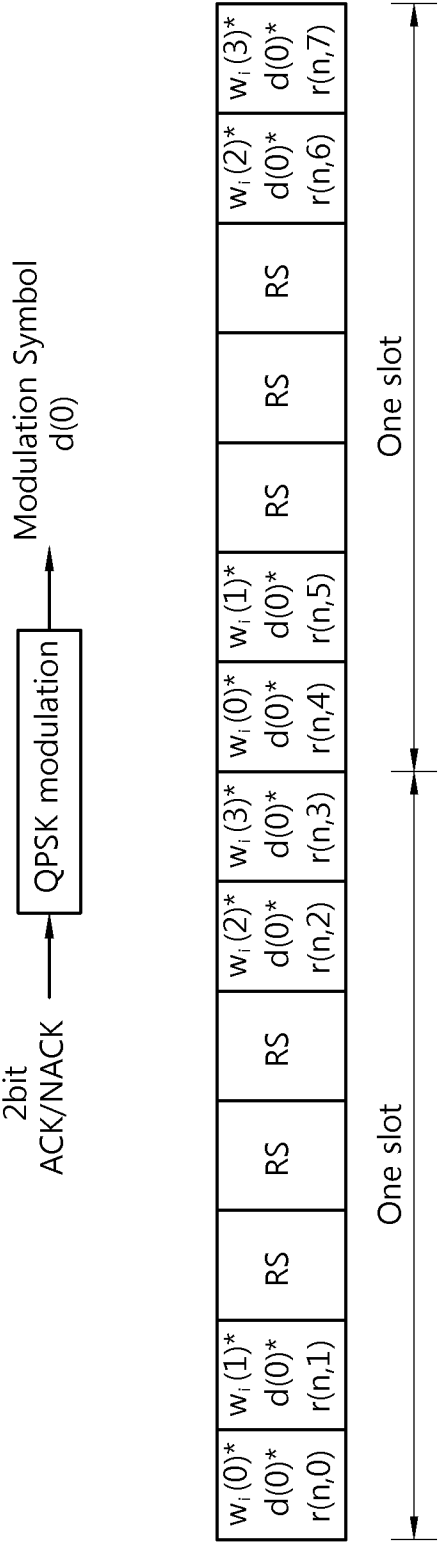 2bit
ACK/NACK
QPSK modulation
Modulation Symbol
d(0)
wᵢ(0)*
d(0)*
r(n,0)
wᵢ(1)*
d(0)*
r(n,1)
RS
RS
RS
wᵢ(2)*
d(0)*
r(n,2)
wᵢ(3)*
d(0)*
r(n,3)
wᵢ(0)*
d(0)*
r(n,4)
wᵢ(1)*
d(0)*
r(n,5)
RS
RS
RS
wᵢ(2)*
d(0)*
r(n,6)
wᵢ(3)*
d(0)*
r(n,7)
One slot
One slot